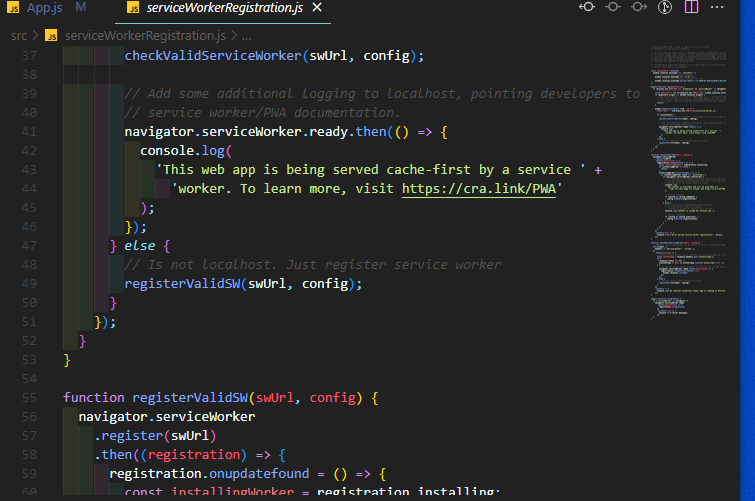 JS App.js M
JS serviceWorkerRegistration.js ×
src > JS serviceWorkerRegistration.js > ...
37 checkValidServiceWorker(swUrl, config);
38
39 // Add some additional logging to localhost, pointing developers to
40 // service worker/PWA documentation.
41 navigator.serviceWorker.ready.then(() => {
42 console.log(
43 'This web app is being served cache-first by a service ' +
44 'worker. To learn more, visit https://cra.link/PWA'
45 );
46 });
47 } else {
48 // Is not localhost. Just register service worker
49 registerValidSW(swUrl, config);
50 }
51 });
52 }
53 }
54
55 function registerValidSW(swUrl, config) {
56 navigator.serviceWorker
57 .register(swUrl)
58 .then((registration) => {
59 registration.onupdatefound = () => {
60 const installingWorker = registration.installing;